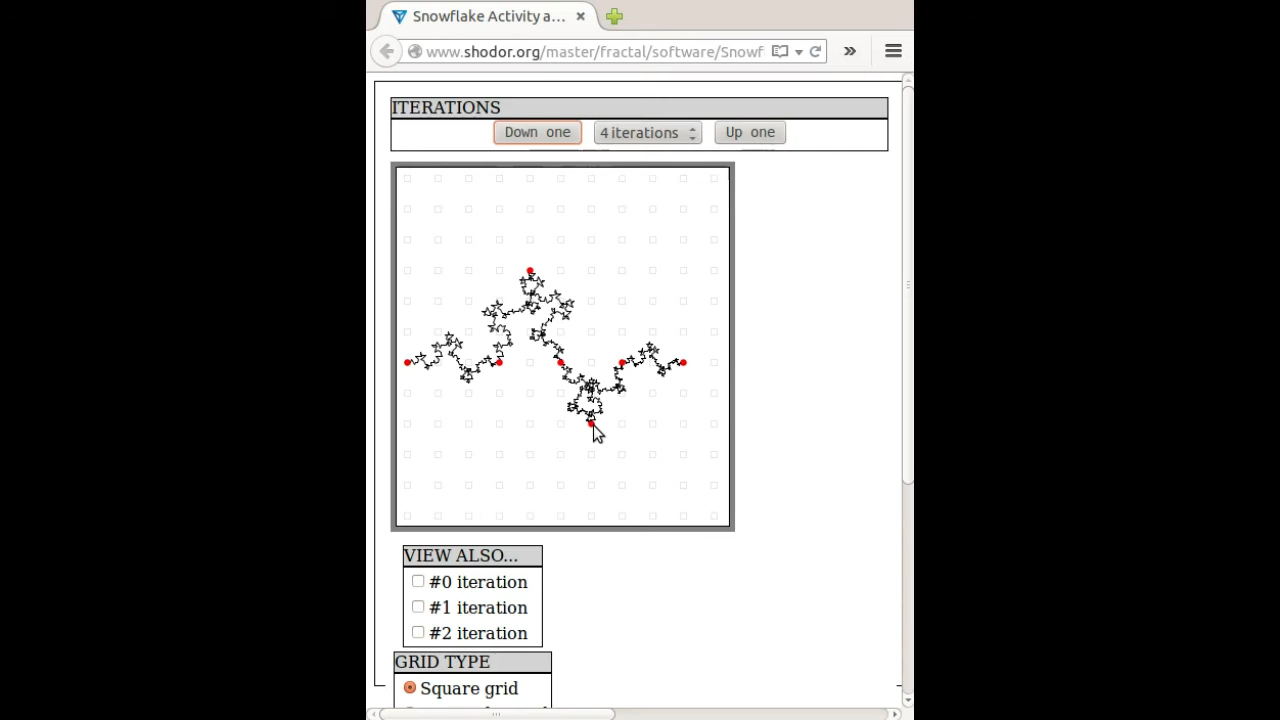 Snowflake Activity a...
www.shodor.org/master/fractal/software/Snowf
ITERATIONS
Down one
4 iterations
Up one
VIEW ALSO...
#0 iteration
#1 iteration
#2 iteration
GRID TYPE
Square grid